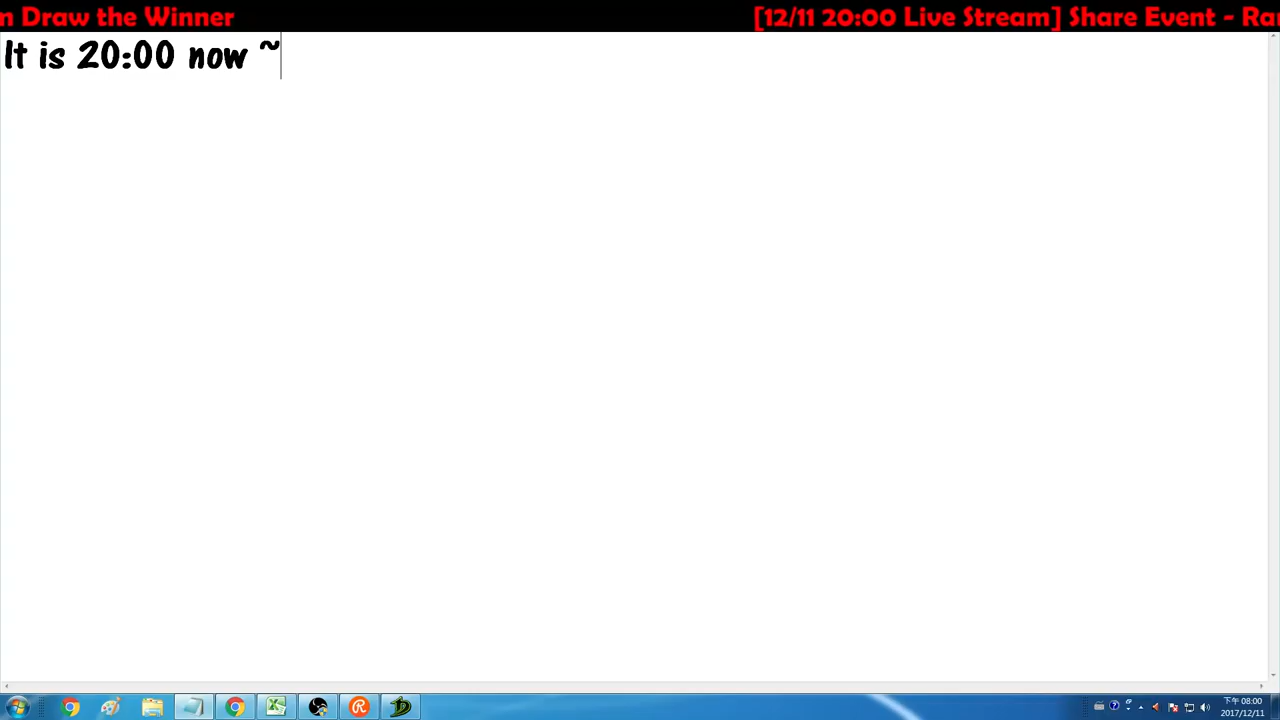 m Draw the Winner [12/11 20:00 Live Stream] Share Event - Ra
It is 20:00 now ~
下午 08:00
2017/12/11